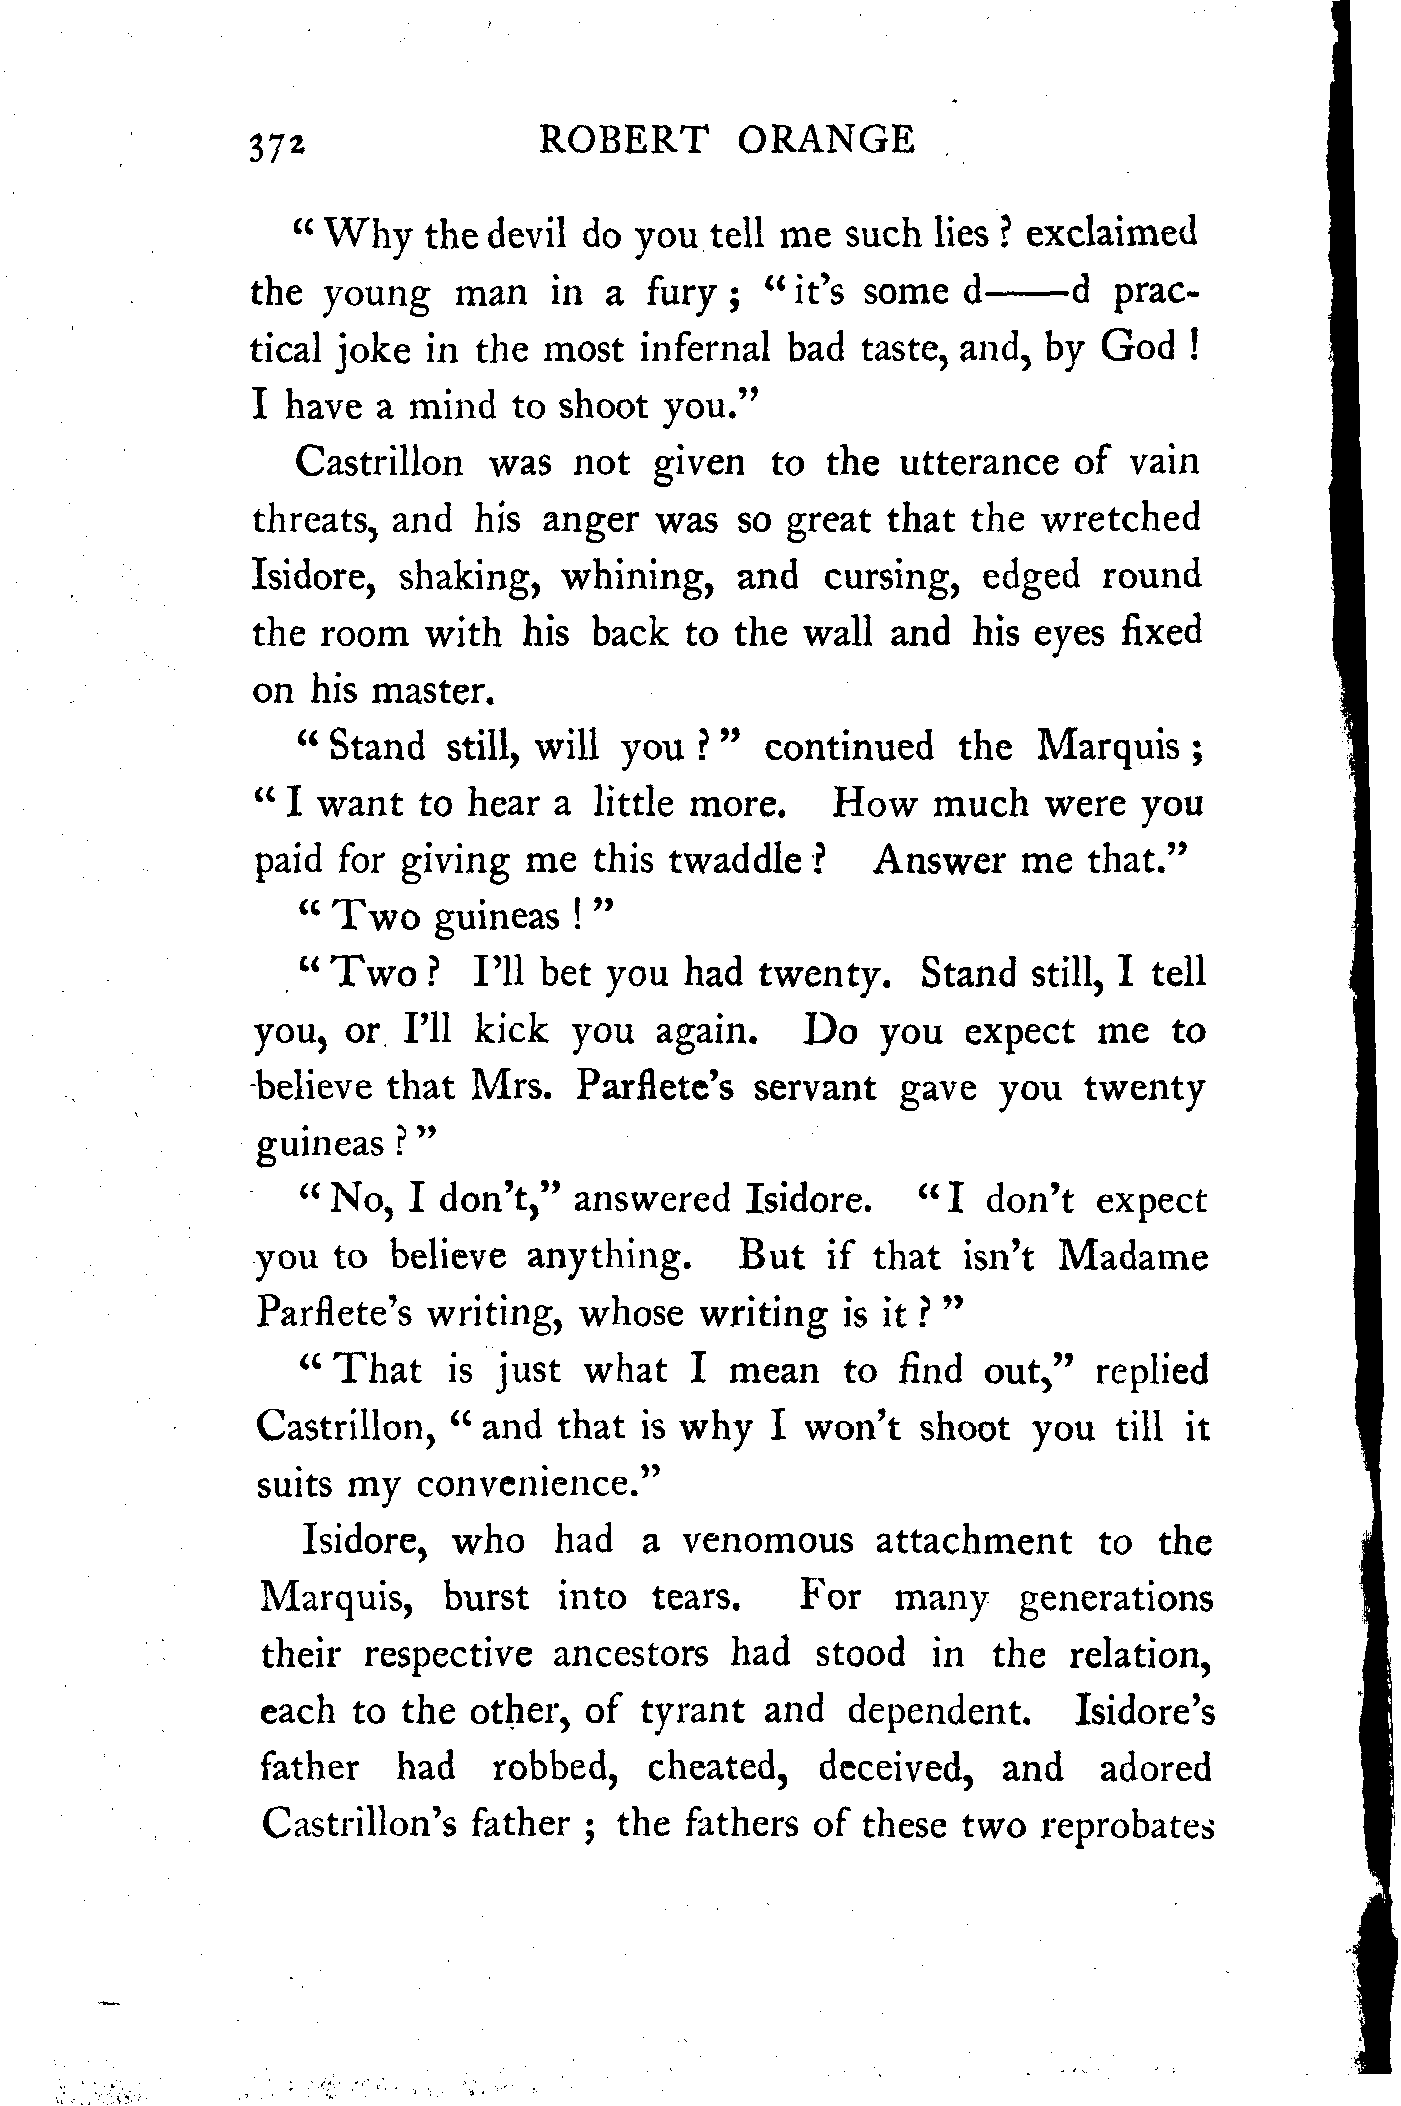 372 ROBERT ORANGE
“ Why the devil do you tell me such lies ? exclaimed
the young man in a fury ; “ it’s some d——d prac-
tical joke in the most infernal bad taste, and, by God !
I have a mind to shoot you.”
Castrillon was not given to the utterance of vain
threats, and his anger was so great that the wretched
Isidore, shaking, whining, and cursing, edged round
the room with his back to the wall and his eyes fixed
on his master.
“ Stand still, will you ? ” continued the Marquis ;
“ I want to hear a little more. How much were you
paid for giving me this twaddle ? Answer me that.”
“ Two guineas ! ”
“ Two ? I’ll bet you had twenty. Stand still, I tell
you, or I’ll kick you again. Do you expect me to
believe that Mrs. Parflete’s servant gave you twenty
guineas ? ”
“ No, I don’t,” answered Isidore. “ I don’t expect
you to believe anything. But if that isn’t Madame
Parflete’s writing, whose writing is it ? ”
“ That is just what I mean to find out,” replied
Castrillon, “ and that is why I won’t shoot you till it
suits my convenience.”
Isidore, who had a venomous attachment to the
Marquis, burst into tears. For many generations
their respective ancestors had stood in the relation,
each to the other, of tyrant and dependent. Isidore’s
father had robbed, cheated, deceived, and adored
Castrillon’s father ; the fathers of these two reprobates